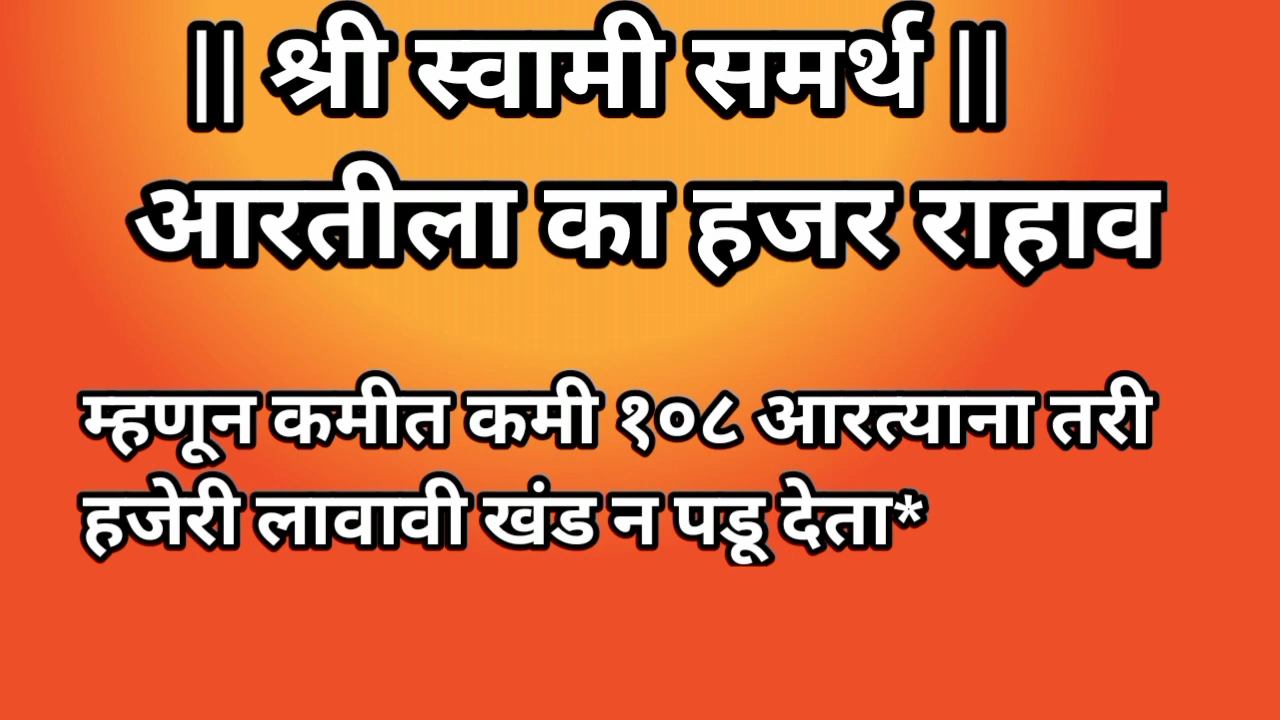 || श्री स्वामी समर्थ ||
आरतीला का हजर राहाव
म्हणून कमीत कमी १०८ आरत्याना तरी
हजेरी लावावी खंड न पडू देता*